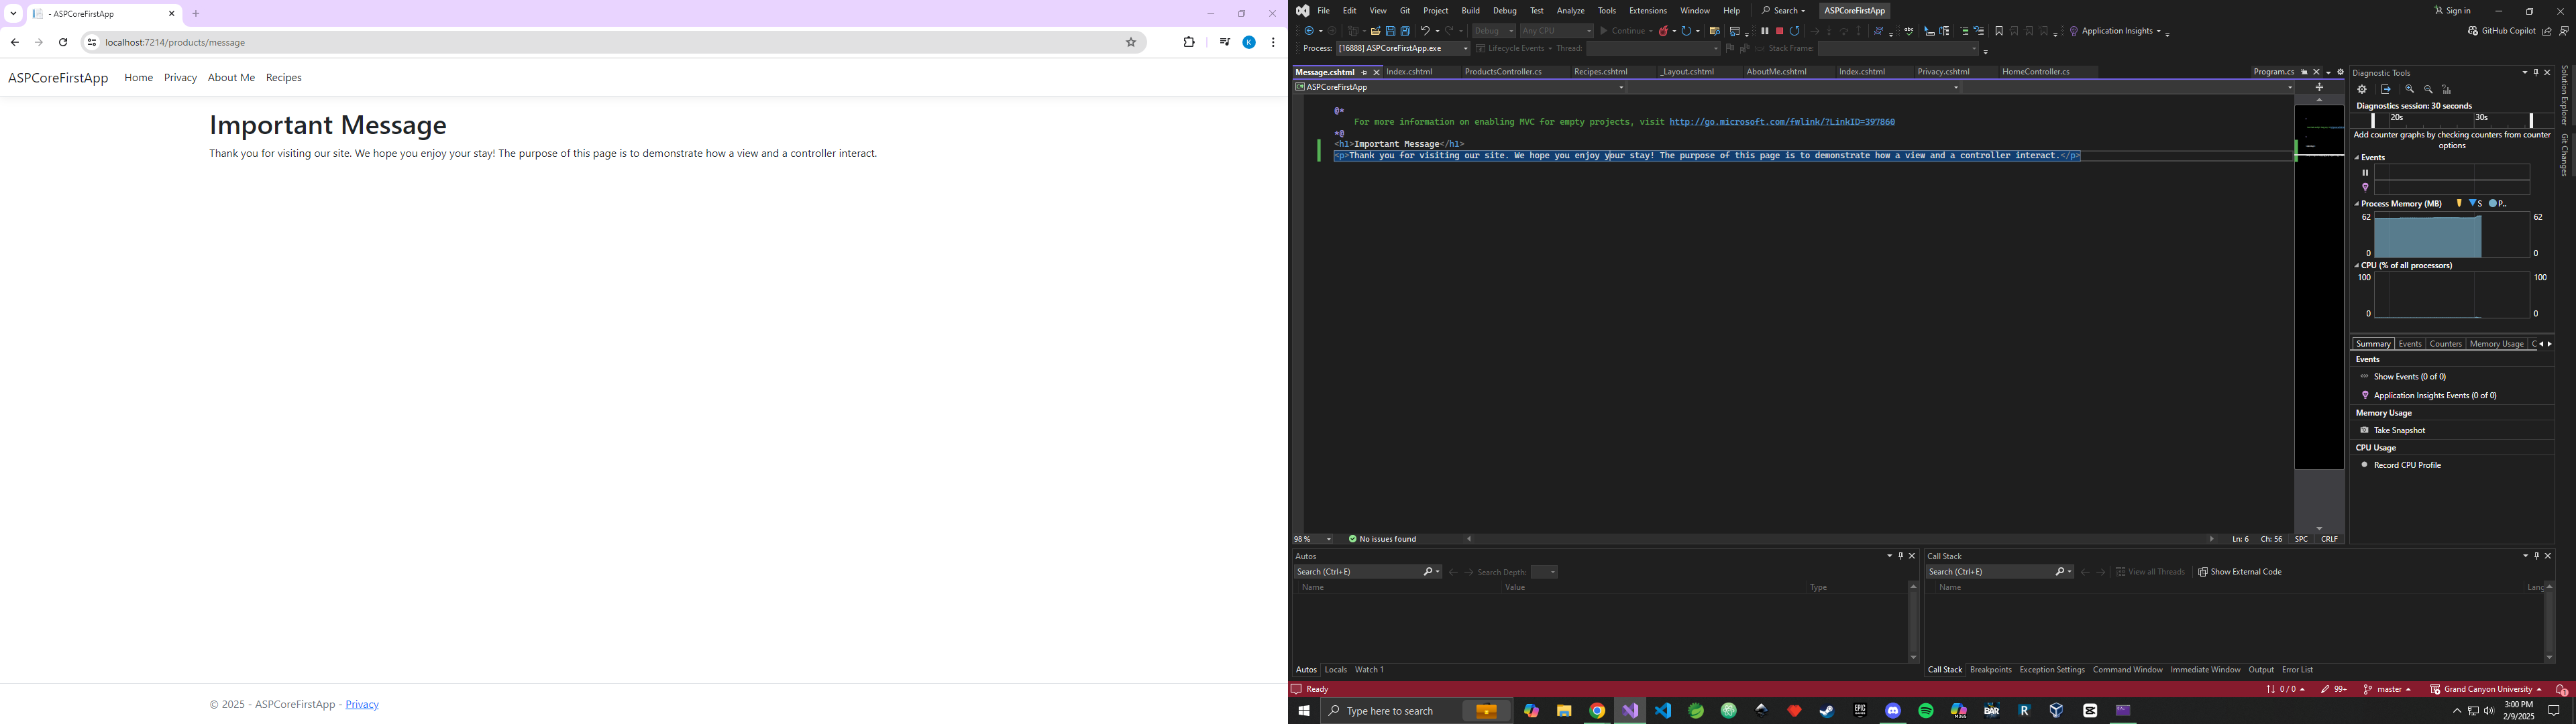 - ASPCoreFirstApp
localhost:7214/products/message
K
ASPCoreFirstApp Home Privacy About Me Recipes
Important Message
Thank you for visiting our site. We hope you enjoy your stay! The purpose of this page is to demonstrate how a view and a controller interact.
© 2025 - ASPCoreFirstApp - Privacy
File Edit View Git Project Build Debug Test Analyze Tools Extensions Window Help Search ASPCoreFirstApp Sign in
Debug Any CPU Continue Application Insights GitHub Copilot
Process: [16888] ASPCoreFirstApp.exe Lifecycle Events Thread: Stack Frame:
Message.cshtml Index.cshtml ProductsController.cs Recipes.cshtml _Layout.cshtml AboutMe.cshtml Index.cshtml Privacy.cshtml HomeController.cs Program.cs
ASPCoreFirstApp
@*
For more information on enabling MVC for empty projects, visit http://go.microsoft.com/fwlink/?LinkID=397860
*@
<h1>Important Message</h1>
<p>Thank you for visiting our site. We hope you enjoy your stay! The purpose of this page is to demonstrate how a view and a controller interact.</p>
98 % No issues found Ln: 6 Ch: 56 SPC CRLF
Diagnostic Tools
Diagnostics session: 30 seconds
20s 30s
Add counter graphs by checking counters from counter
options
Events
Process Memory (MB) S P..
62 62
0 0
CPU (% of all processors)
100 100
0 0
Summary Events Counters Memory Usage C
Events
Show Events (0 of 0)
Application Insights Events (0 of 0)
Memory Usage
Take Snapshot
CPU Usage
Record CPU Profile
Solution Explorer
Git Changes
Autos
Search (Ctrl+E) Search Depth:
Name Value Type
Autos Locals Watch 1
Call Stack
Search (Ctrl+E) View all Threads Show External Code
Name Lang
Call Stack Breakpoints Exception Settings Command Window Immediate Window Output Error List
Ready 0 / 0 99+ master Grand Canyon University 1
Type here to search
EPIC
M365
BAR
R
3:00 PM
2/9/2025